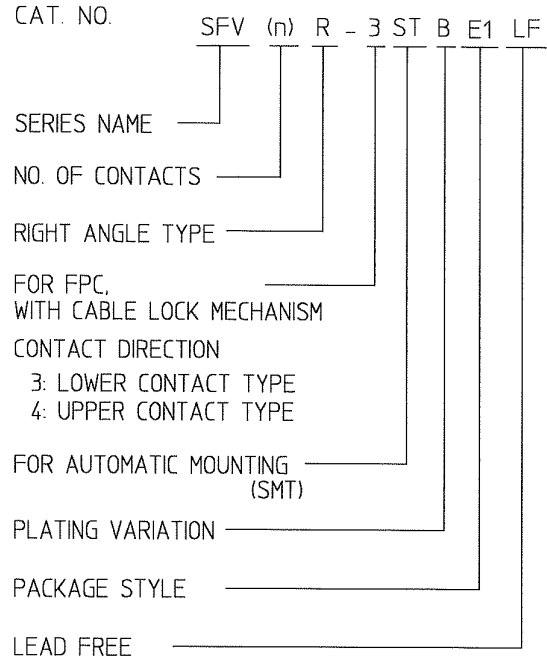 CAT. NO. SFV (n) R - 3 ST B E1 LF
SERIES NAME
NO. OF CONTACTS
RIGHT ANGLE TYPE
FOR FPC,
WITH CABLE LOCK MECHANISM
CONTACT DIRECTION
3: LOWER CONTACT TYPE
4: UPPER CONTACT TYPE
FOR AUTOMATIC MOUNTING
(SMT)
PLATING VARIATION
PACKAGE STYLE
LEAD FREE